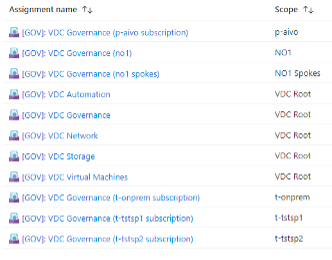 Assignment name ↑↓ Scope ↑↓
[GOV]: VDC Governance (p-aivo subscription) p-aivo
[GOV]: VDC Governance (no1) NO1
[GOV]: VDC Governance (no1 spokes) NO1 Spokes
[GOV]: VDC Automation VDC Root
[GOV]: VDC Governance VDC Root
[GOV]: VDC Network VDC Root
[GOV]: VDC Storage VDC Root
[GOV]: VDC Virtual Machines VDC Root
[GOV]: VDC Governance (t-onprem subscription) t-onprem
[GOV]: VDC Governance (t-tstsp1 subscription) t-tstsp1
[GOV]: VDC Governance (t-tstsp2 subscription) t-tstsp2